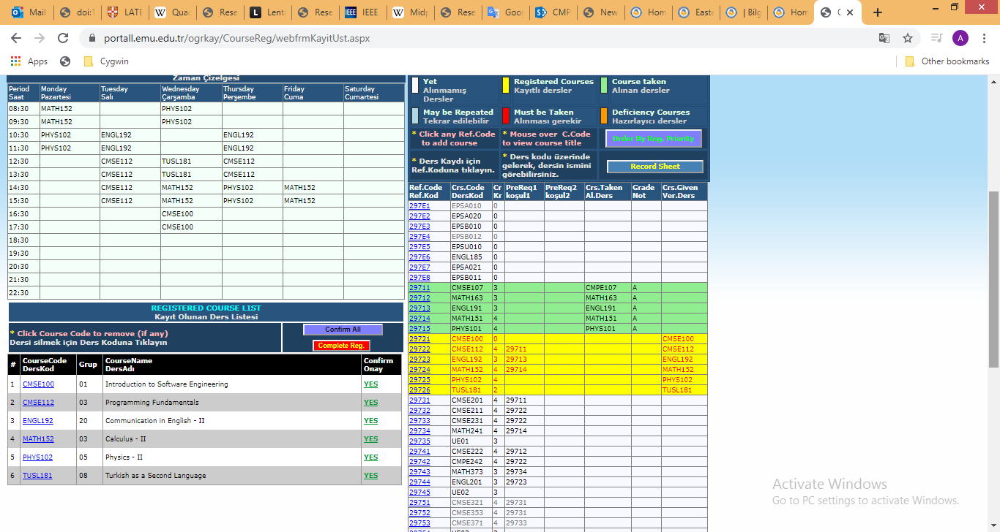 Mail doi:1 LATE Quac Rese Lent Rese IEEE Midp Rese Goog CMP New Hom Easte | Bilg Hom C
portall.emu.edu.tr/ogrkay/CourseReg/webfrmKayitUst.aspx A
Apps Cygwin Other bookmarks
Zaman Çizelgesi
Period Monday Tuesday Wednesday Thursday Friday Saturday
Saat Pazartesi Salı Çarşamba Perşembe Cuma Cumartesi
08:30 MATH152 PHYS102
09:30 MATH152 PHYS102
10:30 PHYS102 ENGL192 ENGL192
11:30 PHYS102 ENGL192 ENGL192
12:30 CMSE112 TUSL181 CMSE112
13:30 CMSE112 TUSL181 CMSE112
14:30 CMSE112 MATH152 PHYS102 MATH152
15:30 CMSE112 MATH152 PHYS102 MATH152
16:30 CMSE100
17:30 CMSE100
18:30
19:30
20:30
21:30
22:30
REGISTERED COURSE LIST
Kayıt Olunan Ders Listesi
* Click Course Code to remove (if any)
Dersi silmek için Ders Koduna Tıklayın
Confirm All
Complete Reg.
# CourseCode Grup CourseName Confirm
DersKod DersAdı Onay
1 CMSE100 01 Introduction to Software Engineering YES
2 CMSE112 03 Programming Fundamentals YES
3 ENGL192 20 Communication in English - II YES
4 MATH152 03 Calculus - II YES
5 PHYS102 05 Physics - II YES
6 TUSL181 08 Turkish as a Second Language YES
Yet Registered Courses Course taken
Alınmamış Kayıtlı dersler Alınan dersler
Dersler
May be Repeated Must be Taken Deficiency Courses
Tekrar edilebilir Alınması gerekir Hazırlayıcı dersler
* Click any Ref.Code * Mouse over C.Code Order By Reg. Priority
to add course to view course title
* Ders Kaydı için * Ders kodu üzerinde Record Sheet
Ref.Koduna tıklayın. gelerek, dersin ismini
görebilirsiniz.
Ref.Code Crs.Code Cr PreReq1 PreReq2 Crs.Taken Grade Crs.Given
Ref.Kod DersKod Kr koşul1 koşul2 Al.Ders Not Ver.Ders
297E1 EPSA010 0
297E2 EPSA020 0
297E3 EPSB010 0
297E4 EPSB012 0
297E5 EPSU010 0
297E6 ENGL185 0
297E7 EPSA021 0
297E8 EPSB011 0
29711 CMSE107 3 CMPE107 A
29712 MATH163 3 MATH163 A
29713 ENGL191 3 ENGL191 A
29714 MATH151 4 MATH151 A
29715 PHYS101 4 PHYS101 A
29721 CMSE100 0 CMSE100
29722 CMSE112 4 29711 CMSE112
29723 ENGL192 3 29713 ENGL192
29724 MATH152 4 29714 MATH152
29725 PHYS102 4 PHYS102
29726 TUSL181 2 TUSL181
29731 CMSE201 4 29711
29732 CMSE211 4 29722
29733 CMSE231 4 29722
29734 MATH241 4 29714
29735 UE01 3
29741 CMSE222 4 29712
29742 CMPE242 4 29722
29743 MATH373 3 29734
29744 ENGL201 3 29723
29745 UE02 3
29751 CMSE321 4 29731
29752 CMSE353 4 29731
29753 CMSE371 4 29733
Activate Windows
Go to PC settings to activate Windows.